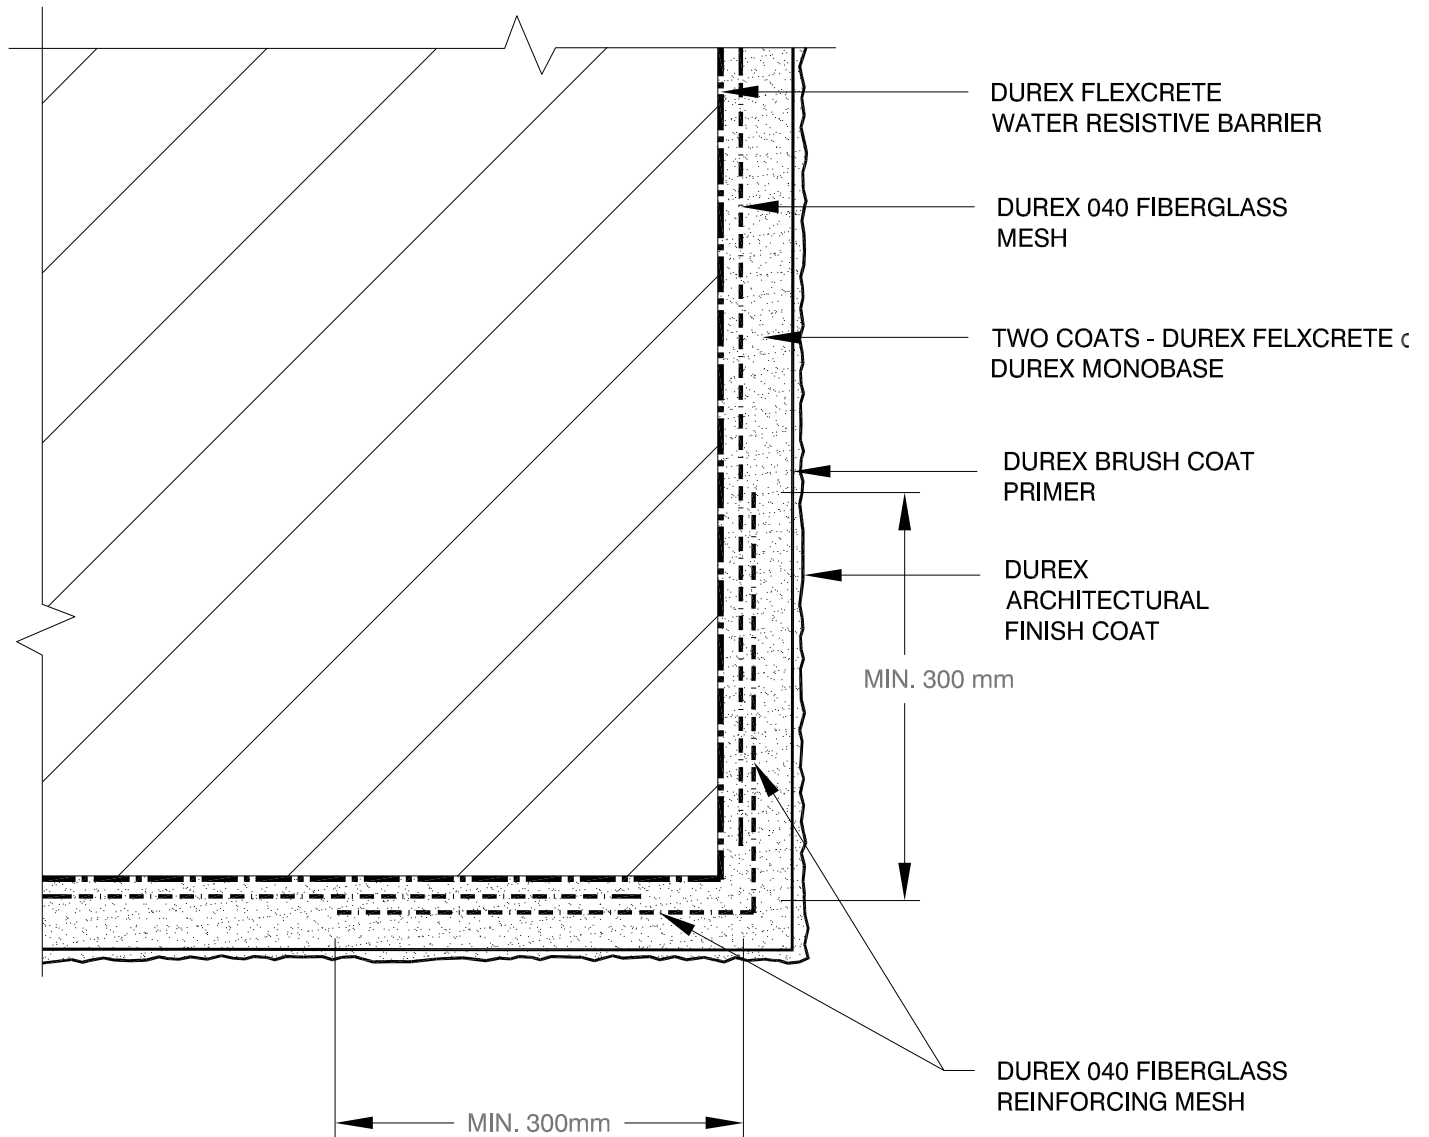 DUREX FLEXCRETE
WATER RESISTIVE BARRIER
DUREX 040 FIBERGLASS
MESH
TWO COATS - DUREX FELXCRETE
DUREX MONOBASE
DUREX BRUSH COAT
PRIMER
DUREX
ARCHITECTURAL
FINISH COAT
MIN. 300 mm
DUREX 040 FIBERGLASS
REINFORCING MESH
MIN. 300mm